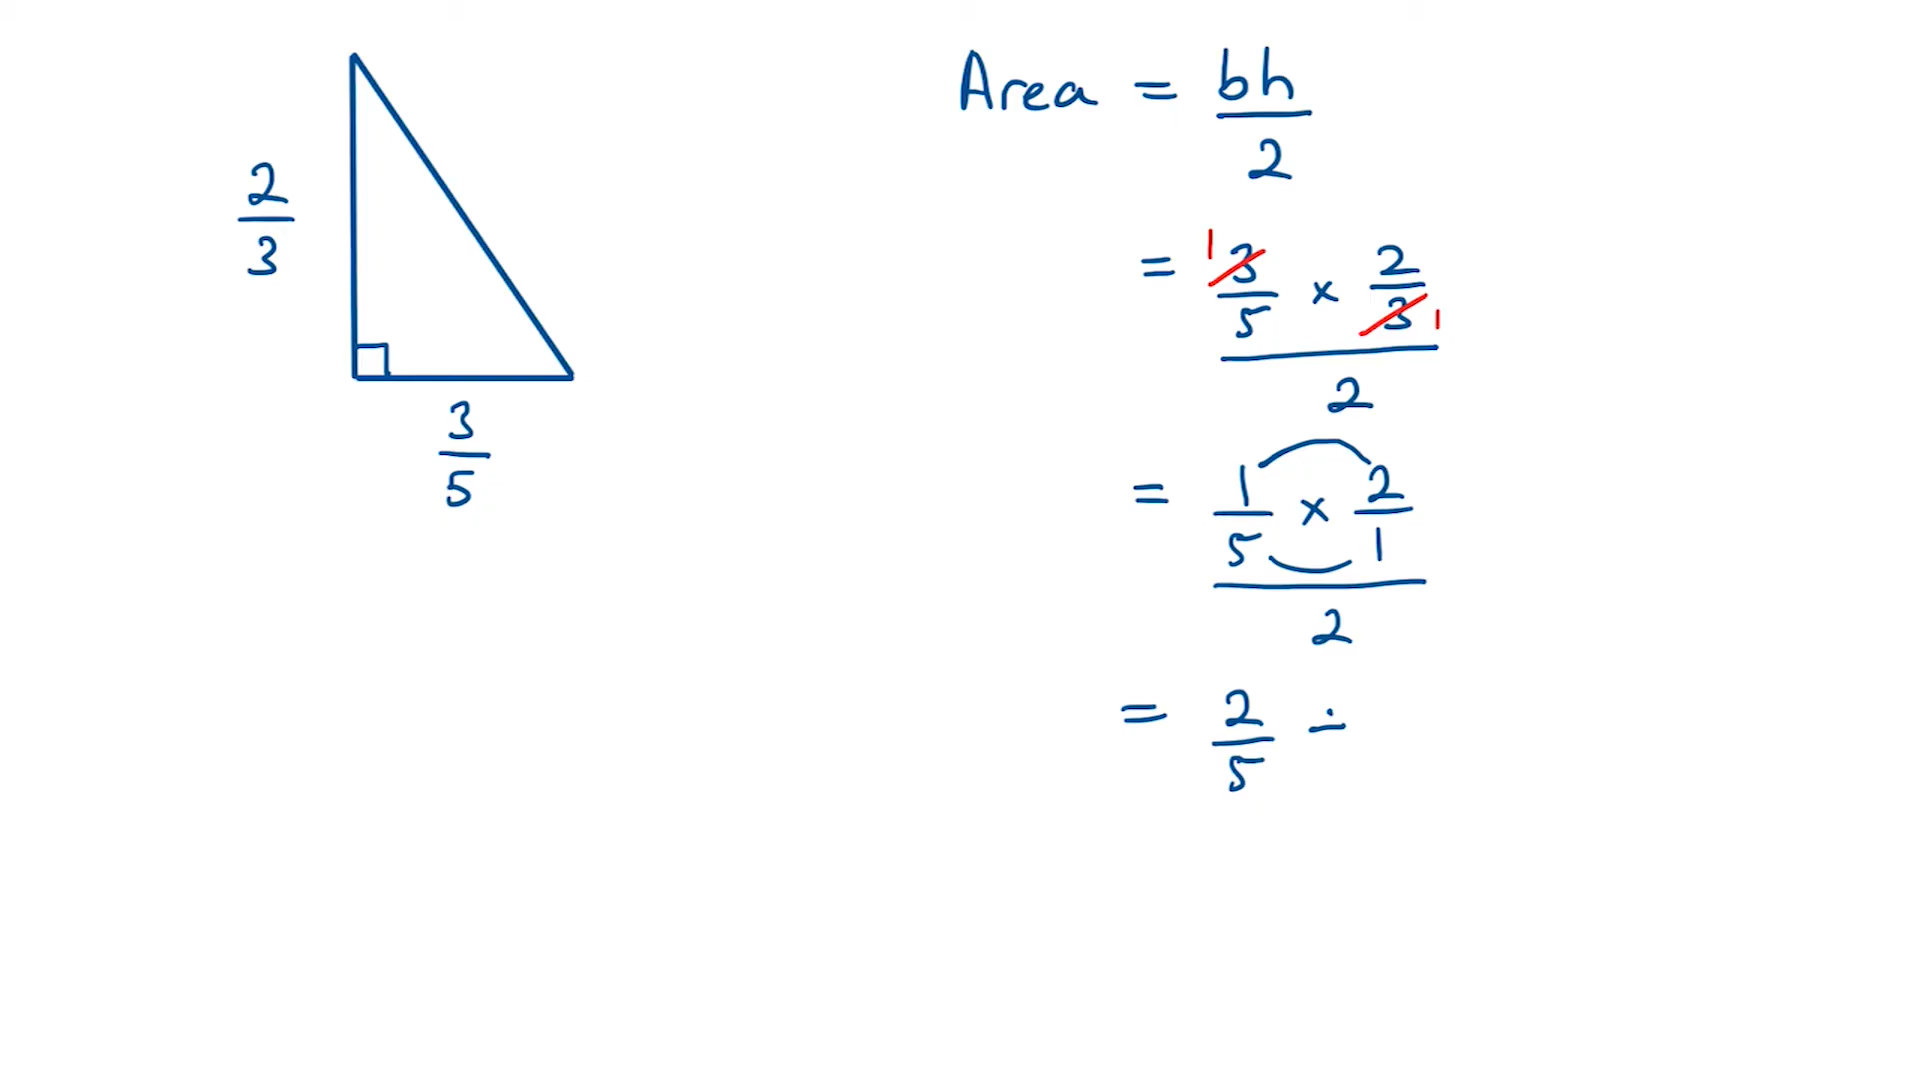 2/3
3/5
Area = bh/2
= 1 3/5 × 2/3 1
2
= 1/5 × 2/1
2
= 2/5 ÷